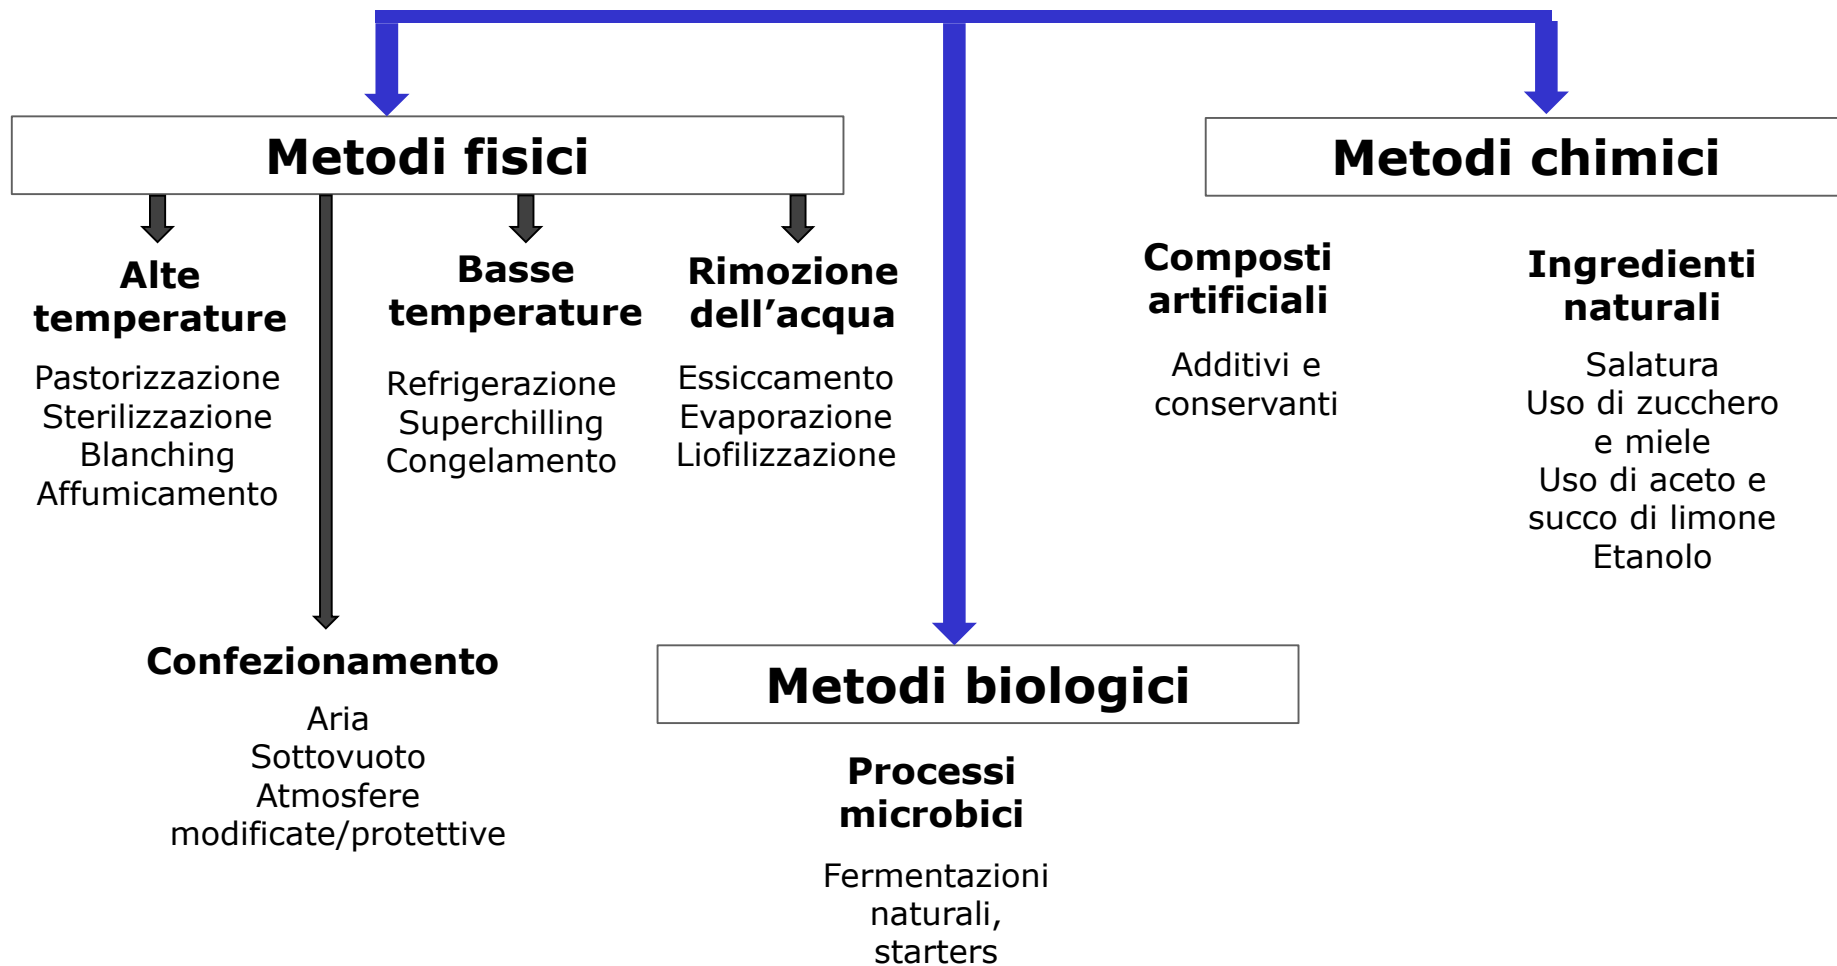 Metodi fisici
Alte
temperature
Pastorizzazione
Sterilizzazione
Blanching
Affumicamento
Basse
temperature
Refrigerazione
Superchilling
Congelamento
Rimozione
dell’acqua
Essiccamento
Evaporazione
Liofilizzazione
Confezionamento
Aria
Sottovuoto
Atmosfere
modificate/protettive
Metodi biologici
Processi
microbici
Fermentazioni
naturali,
starters
Metodi chimici
Composti
artificiali
Additivi e
conservanti
Ingredienti
naturali
Salatura
Uso di zucchero
e miele
Uso di aceto e
succo di limone
Etanolo